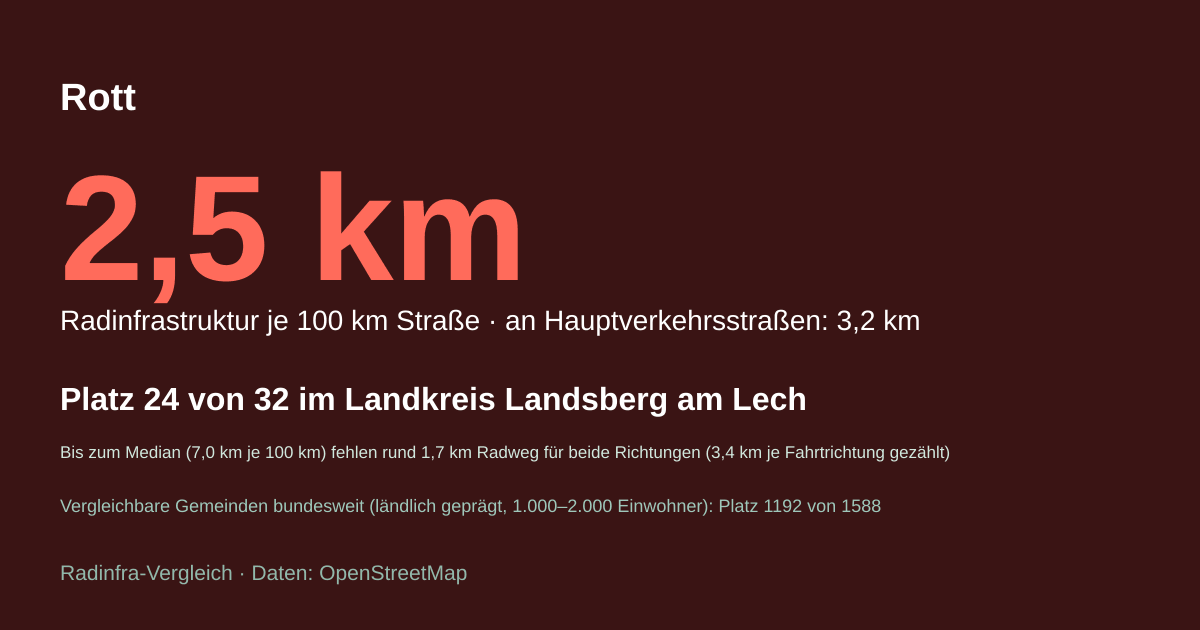 Rott
2,5 km
Radinfrastruktur je 100 km Straße · an Hauptverkehrsstraßen: 3,2 km
Platz 24 von 32 im Landkreis Landsberg am Lech
Bis zum Median (7,0 km je 100 km) fehlen rund 1,7 km Radweg für beide Richtungen (3,4 km je Fahrtrichtung gezählt)
Vergleichbare Gemeinden bundesweit (ländlich geprägt, 1.000–2.000 Einwohner): Platz 1192 von 1588
Radinfra-Vergleich · Daten: OpenStreetMap